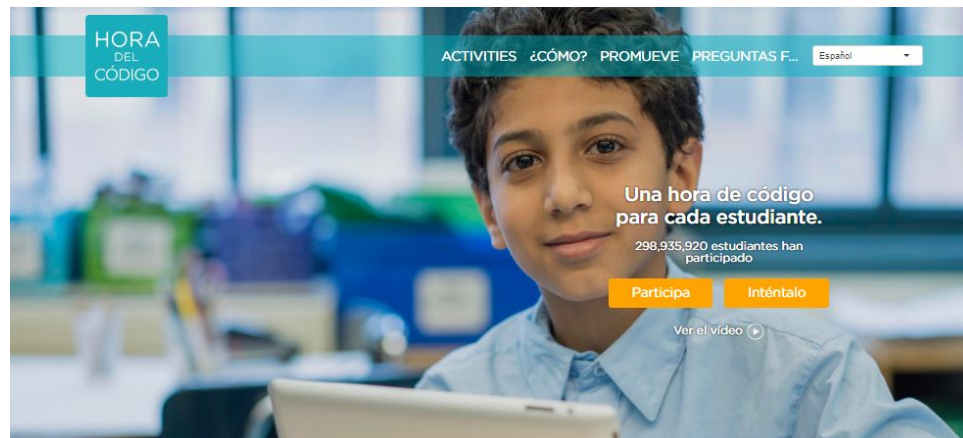 HORA
DEL
CÓDIGO
ACTIVITIES ¿CÓMO? PROMUEVE PREGUNTAS F... Español
Una hora de código
para cada estudiante.
298,935,920 estudiantes han
participado
Participa Inténtalo
Ver el vídeo